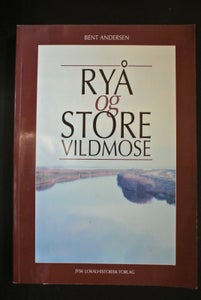 BENT ANDERSEN
RYÅ
og
STORE
VILDMOSE
JYSK LOKALHISTORISK FORLAG